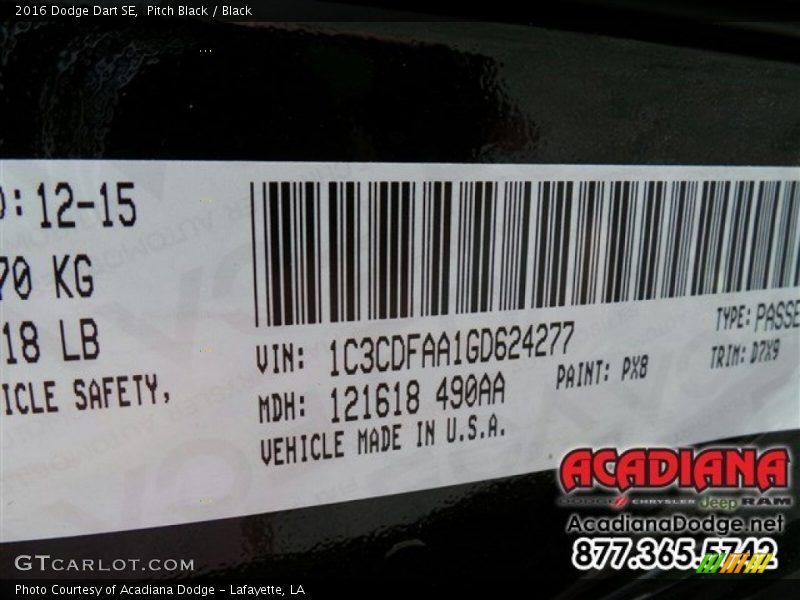 2016 Dodge Dart SE,  Pitch Black / Black
: 12-15
70 KG
18 LB
ICLE SAFETY,
VIN: 1C3CDFAA1GD624277
MDH: 121618 490AA
VEHICLE MADE IN U.S.A.
PAINT: PX8
TYPE: PASSE
TRIM: D7X9
ACADIANA
DODGE CHRYSLER Jeep RAM
AcadianaDodge.net
877.365.5742
GTCARLOT.COM
Photo Courtesy of Acadiana Dodge - Lafayette, LA